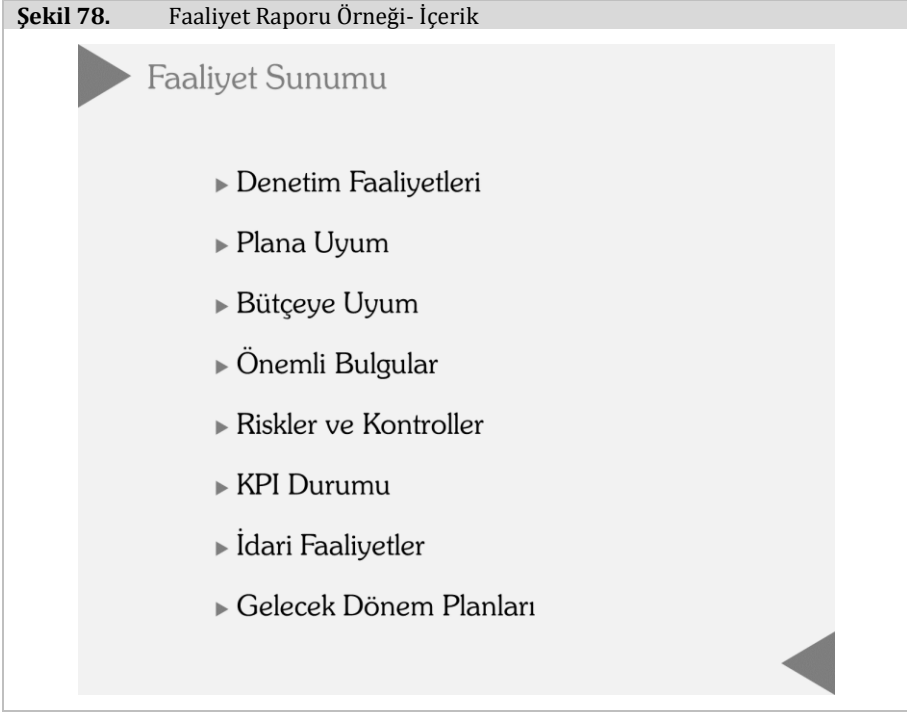 Şekil 78. Faaliyet Raporu Örneği- İçerik
Faaliyet Sunumu
Denetim Faaliyetleri
Plana Uyum
Bütçeye Uyum
Önemli Bulgular
Riskler ve Kontroller
KPI Durumu
İdari Faaliyetler
Gelecek Dönem Planları